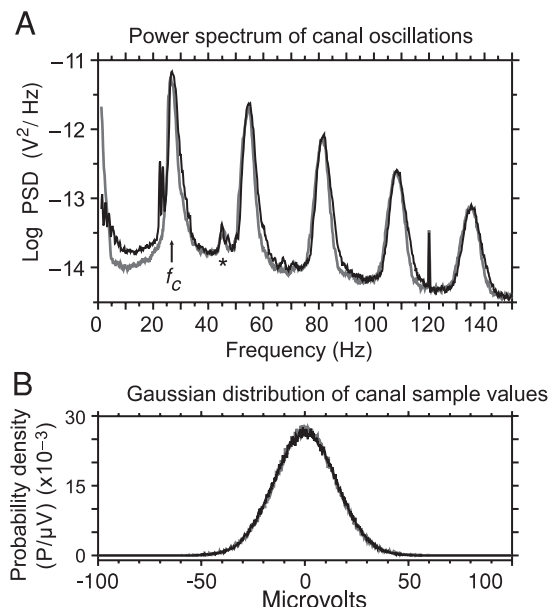 A
Power spectrum of canal oscillations
Log PSD (V²/Hz)
−11
−12
−13
−14
f_c
*
0 20 40 60 80 100 120 140
Frequency (Hz)
B
Gaussian distribution of canal sample values
Probability density
(P/μV) (x10−3)
30
15
0
-100 -50 0 50 100
Microvolts